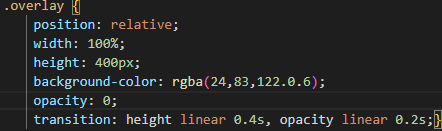 .overlay {
    position: relative;
    width: 100%;
    height: 400px;
    background-color: rgba(24,83,122.0.6);
    opacity: 0;
    transition: height linear 0.4s, opacity linear 0.2s;}